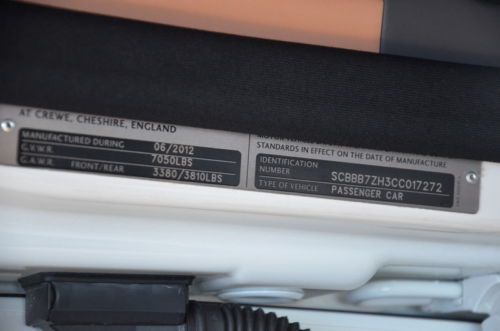 AT CREWE, CHESHIRE, ENGLAND
MANUFACTURED DURING 06/2012
G.V.W.R. 7050LBS
G.A.W.R. FRONT/REAR 3380/3810LBS
STANDARDS IN EFFECT ON THE DATE OF MANUFACTURE
IDENTIFICATION
NUMBER SCBBB7ZH3CC017272
TYPE OF VEHICLE PASSENGER CAR